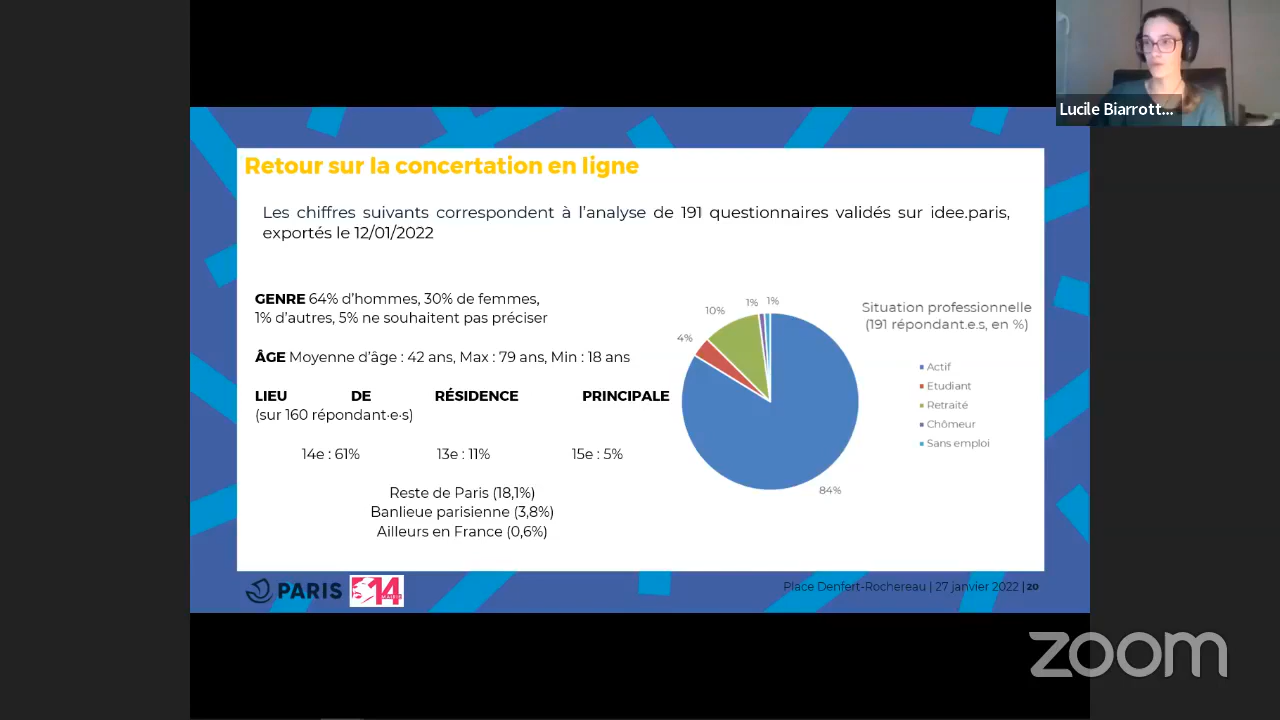 Lucile Biarrott...
Retour sur la concertation en ligne
Les chiffres suivants correspondent à l'analyse de 191 questionnaires validés sur idee.paris,
exportés le 12/01/2022
GENRE 64% d'hommes, 30% de femmes,
1% d'autres, 5% ne souhaitent pas préciser
ÂGE Moyenne d'âge : 42 ans, Max : 79 ans, Min : 18 ans
LIEU DE RÉSIDENCE PRINCIPALE
(sur 160 répondant·e·s)
14e : 61% 13e : 11% 15e : 5%
Reste de Paris (18,1%)
Banlieue parisienne (3,8%)
Ailleurs en France (0,6%)
1% 1%
10%
4%
84%
Situation professionnelle
(191 répondant.e.s, en %)
Actif
Etudiant
Retraité
Chômeur
Sans emploi
PARIS
14
MAIRIE
Place Denfert-Rochereau | 27 janvier 2022 | 20
zoom